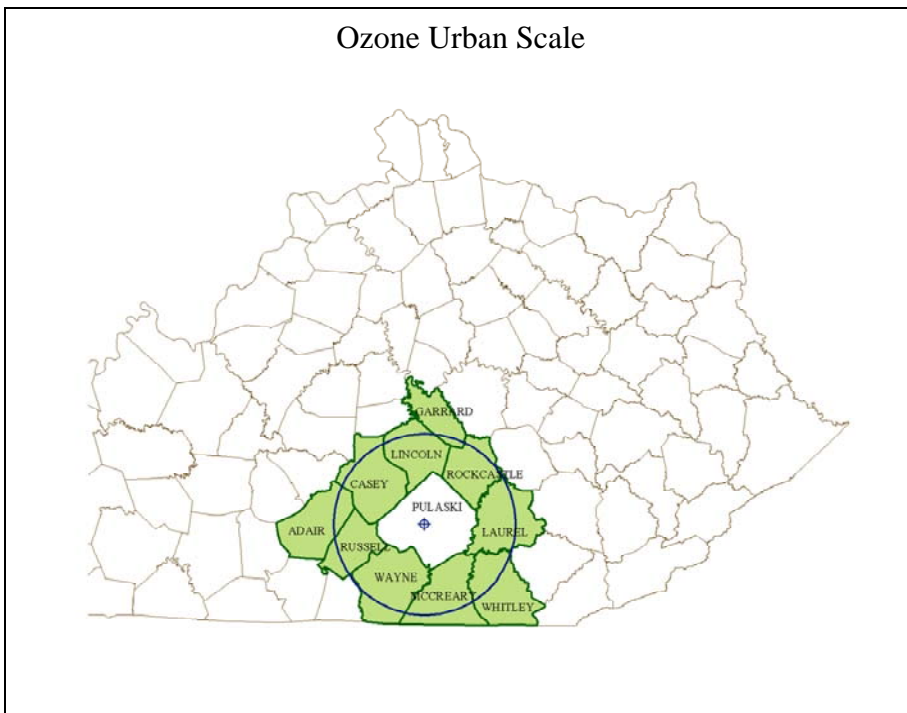 Ozone Urban Scale
GARRARD
LINCOLN
ROCKCASTLE
CASEY
PULASKI
ADAIR
LAUREL
RUSSELL
WAYNE
MCCREARY
WHITLEY